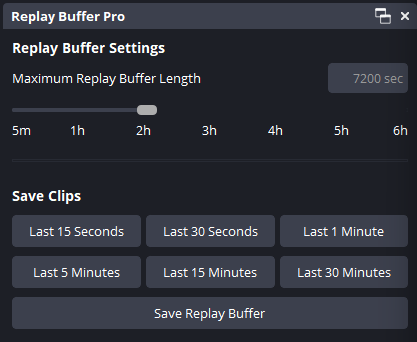 Replay Buffer Pro
Replay Buffer Settings
Maximum Replay Buffer Length 7200 sec
5m 1h 2h 3h 4h 5h 6h
Save Clips
Last 15 Seconds Last 30 Seconds Last 1 Minute
Last 5 Minutes Last 15 Minutes Last 30 Minutes
Save Replay Buffer